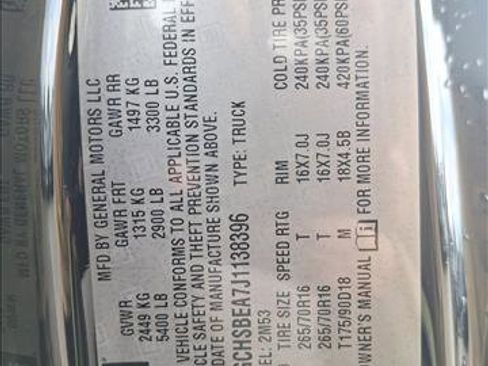 MFD BY GENERAL MOTORS LLC
GVWR GAWR FRT GAWR RR
2449 KG 1315 KG 1497 KG
5400 LB 2900 LB 3300 LB
VEHICLE CONFORMS TO ALL APPLICABLE U.S. FEDERAL
CLE SAFETY AND THEFT PREVENTION STANDARDS IN EFF
DATE OF MANUFACTURE SHOWN ABOVE.
GCHSBEA7J1138396 TYPE: TRUCK
EL: 2M53
TIRE SIZE SPEED RTG RIM COLD TIRE PR
265/70R16 T 16X7.0J 240KPA(35PSI
265/70R16 T 16X7.0J 240KPA(35PSI
T175/90D18 M 18X4.5B 420KPA(60PSI
OWNER'S MANUAL FOR MORE INFORMATION.